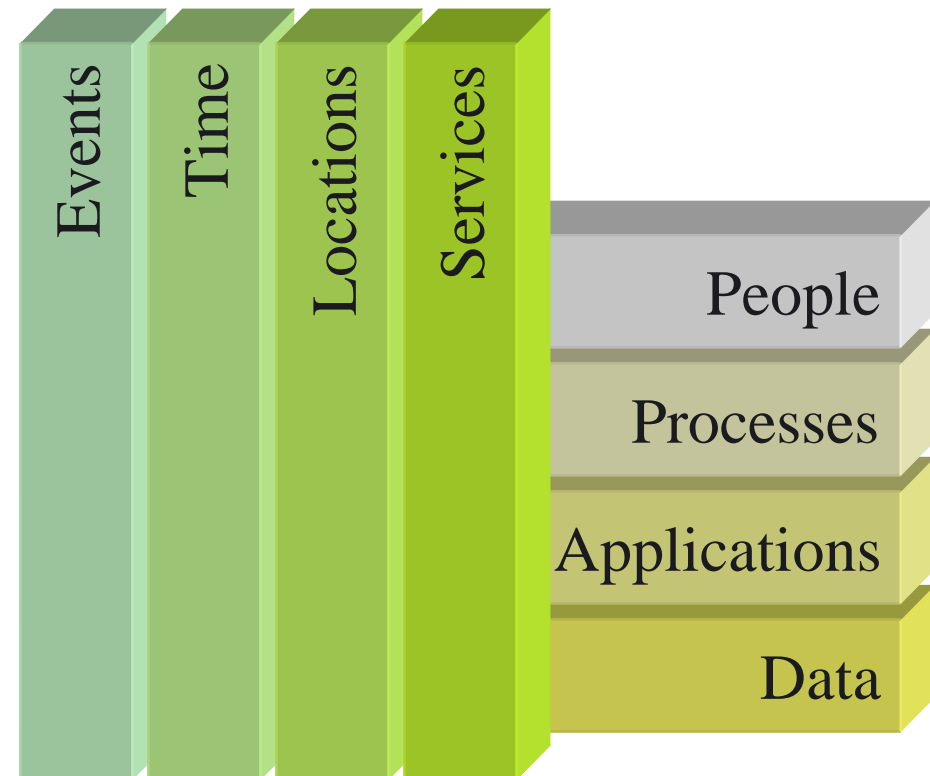 Events
Time
Locations
Services
People
Processes
Applications
Data